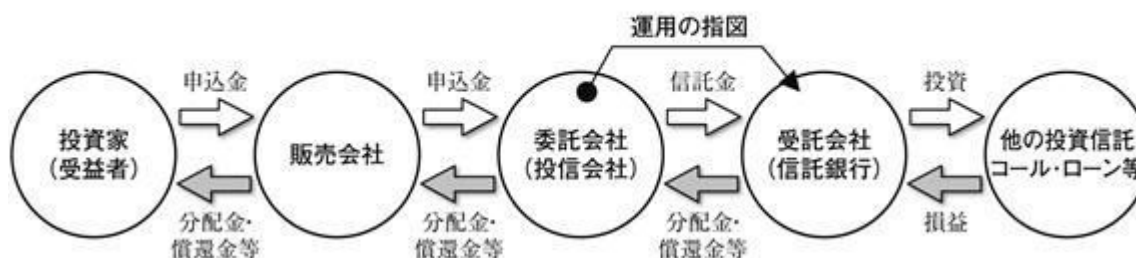 運用の指図
申込金
申込金
信託金
投資
投資家
(受益者)
販売会社
委託会社
(投信会社)
受託会社
(信託銀行)
他の投資信託
コール・ローン等
分配金・
償還金等
分配金・
償還金等
分配金・
償還金等
損益